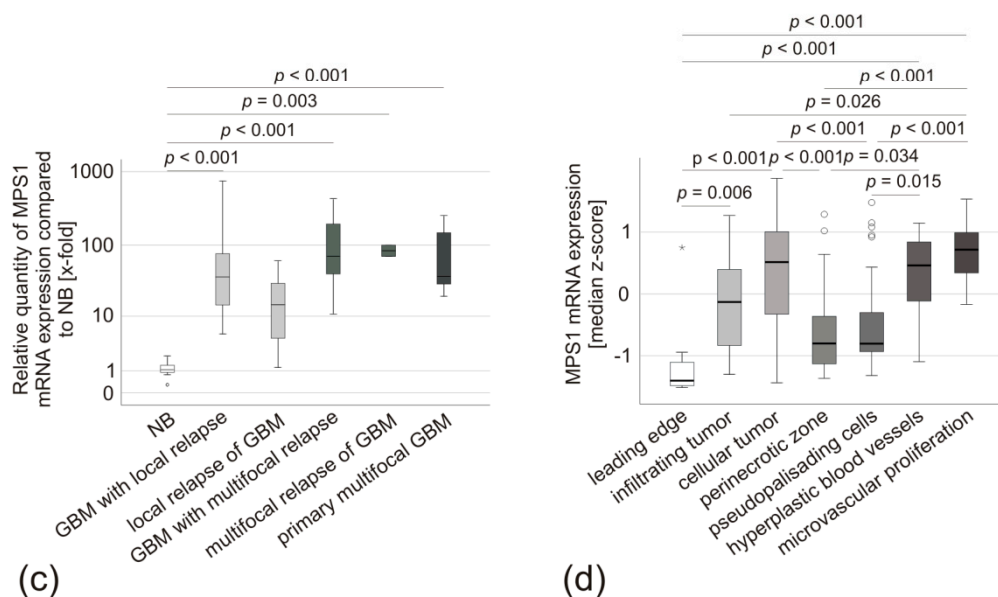 p < 0.001
p = 0.003
p < 0.001
p < 0.001
Relative quantity of MPS1
mRNA expression compared
to NB [x-fold]
1000
100
10
1
0
NB
GBM with local relapse
local relapse of GBM
GBM with multifocal relapse
multifocal relapse of GBM
primary multifocal GBM
(c)
p < 0.001
p < 0.001
p < 0.001
p = 0.026
p < 0.001 p < 0.001
p < 0.001 p < 0.001 p = 0.034
p = 0.006 p = 0.015
MPS1 mRNA expression
[median z-score]
1
0
-1
leading edge
infiltrating tumor
cellular tumor
perinecrotic zone
pseudopalisading cells
hyperplastic blood vessels
microvascular proliferation
(d)